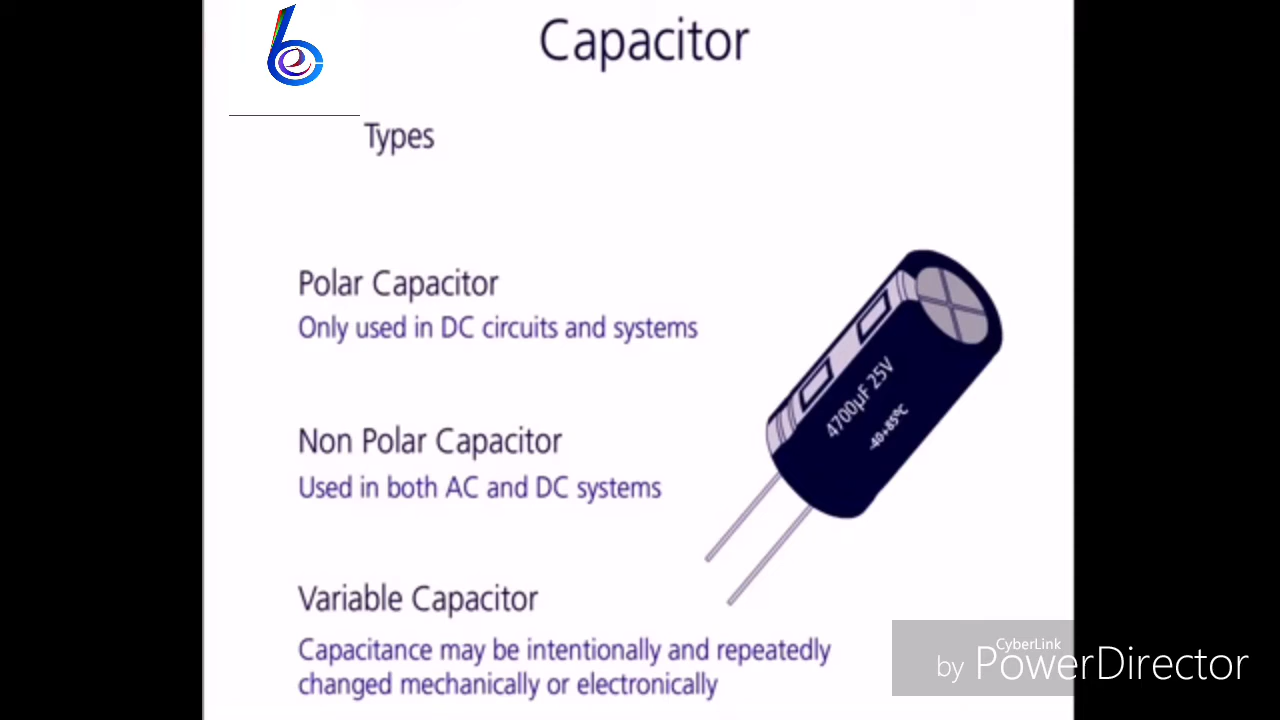 Capacitor
Types
Polar Capacitor
Only used in DC circuits and systems
4700µF 25V
-40+85°C
Non Polar Capacitor
Used in both AC and DC systems
Variable Capacitor
Capacitance may be intentionally and repeatedly
changed mechanically or electronically
CyberLink
by PowerDirector